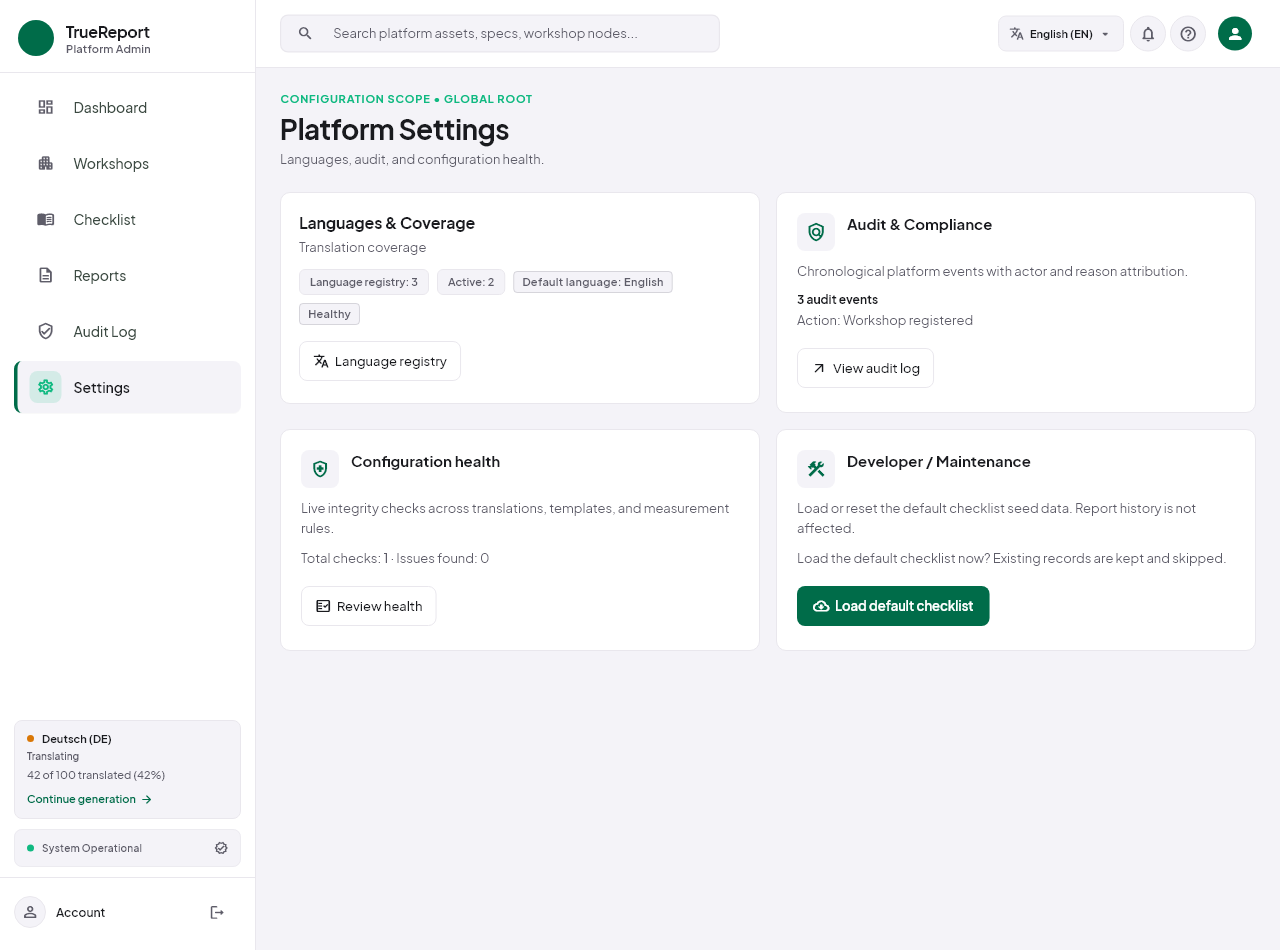 TrueReport
Platform Admin
Dashboard
Workshops
Checklist
Reports
Audit Log
Settings
Deutsch (DE)
Translating
42 of 100 translated (42%)
Continue generation
System Operational
Account
Search platform assets, specs, workshop nodes...
English (EN)
CONFIGURATION SCOPE • GLOBAL ROOT
Platform Settings
Languages, audit, and configuration health.
Languages & Coverage
Translation coverage
Language registry: 3
Active: 2
Default language: English
Healthy
Language registry
Audit & Compliance
Chronological platform events with actor and reason attribution.
3 audit events
Action: Workshop registered
View audit log
Configuration health
Live integrity checks across translations, templates, and measurement
rules.
Total checks: 1 · Issues found: 0
Review health
Developer / Maintenance
Load or reset the default checklist seed data. Report history is not
affected.
Load the default checklist now? Existing records are kept and skipped.
Load default checklist